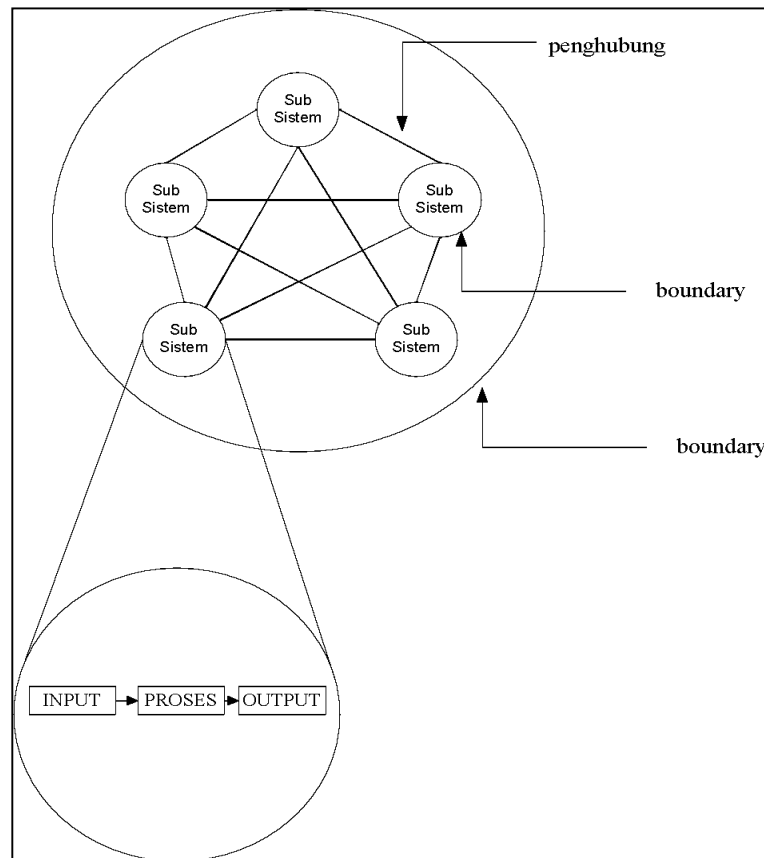 penghubung
Sub
Sistem
Sub
Sistem
Sub
Sistem
boundary
Sub
Sistem
Sub
Sistem
boundary
INPUT
PROSES
OUTPUT